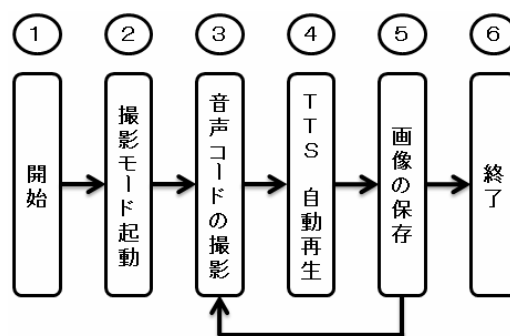 ①
②
③
④
⑤
⑥
開始
撮影モード起動
音声コードの撮影
TTS 自動再生
画像の保存
終了